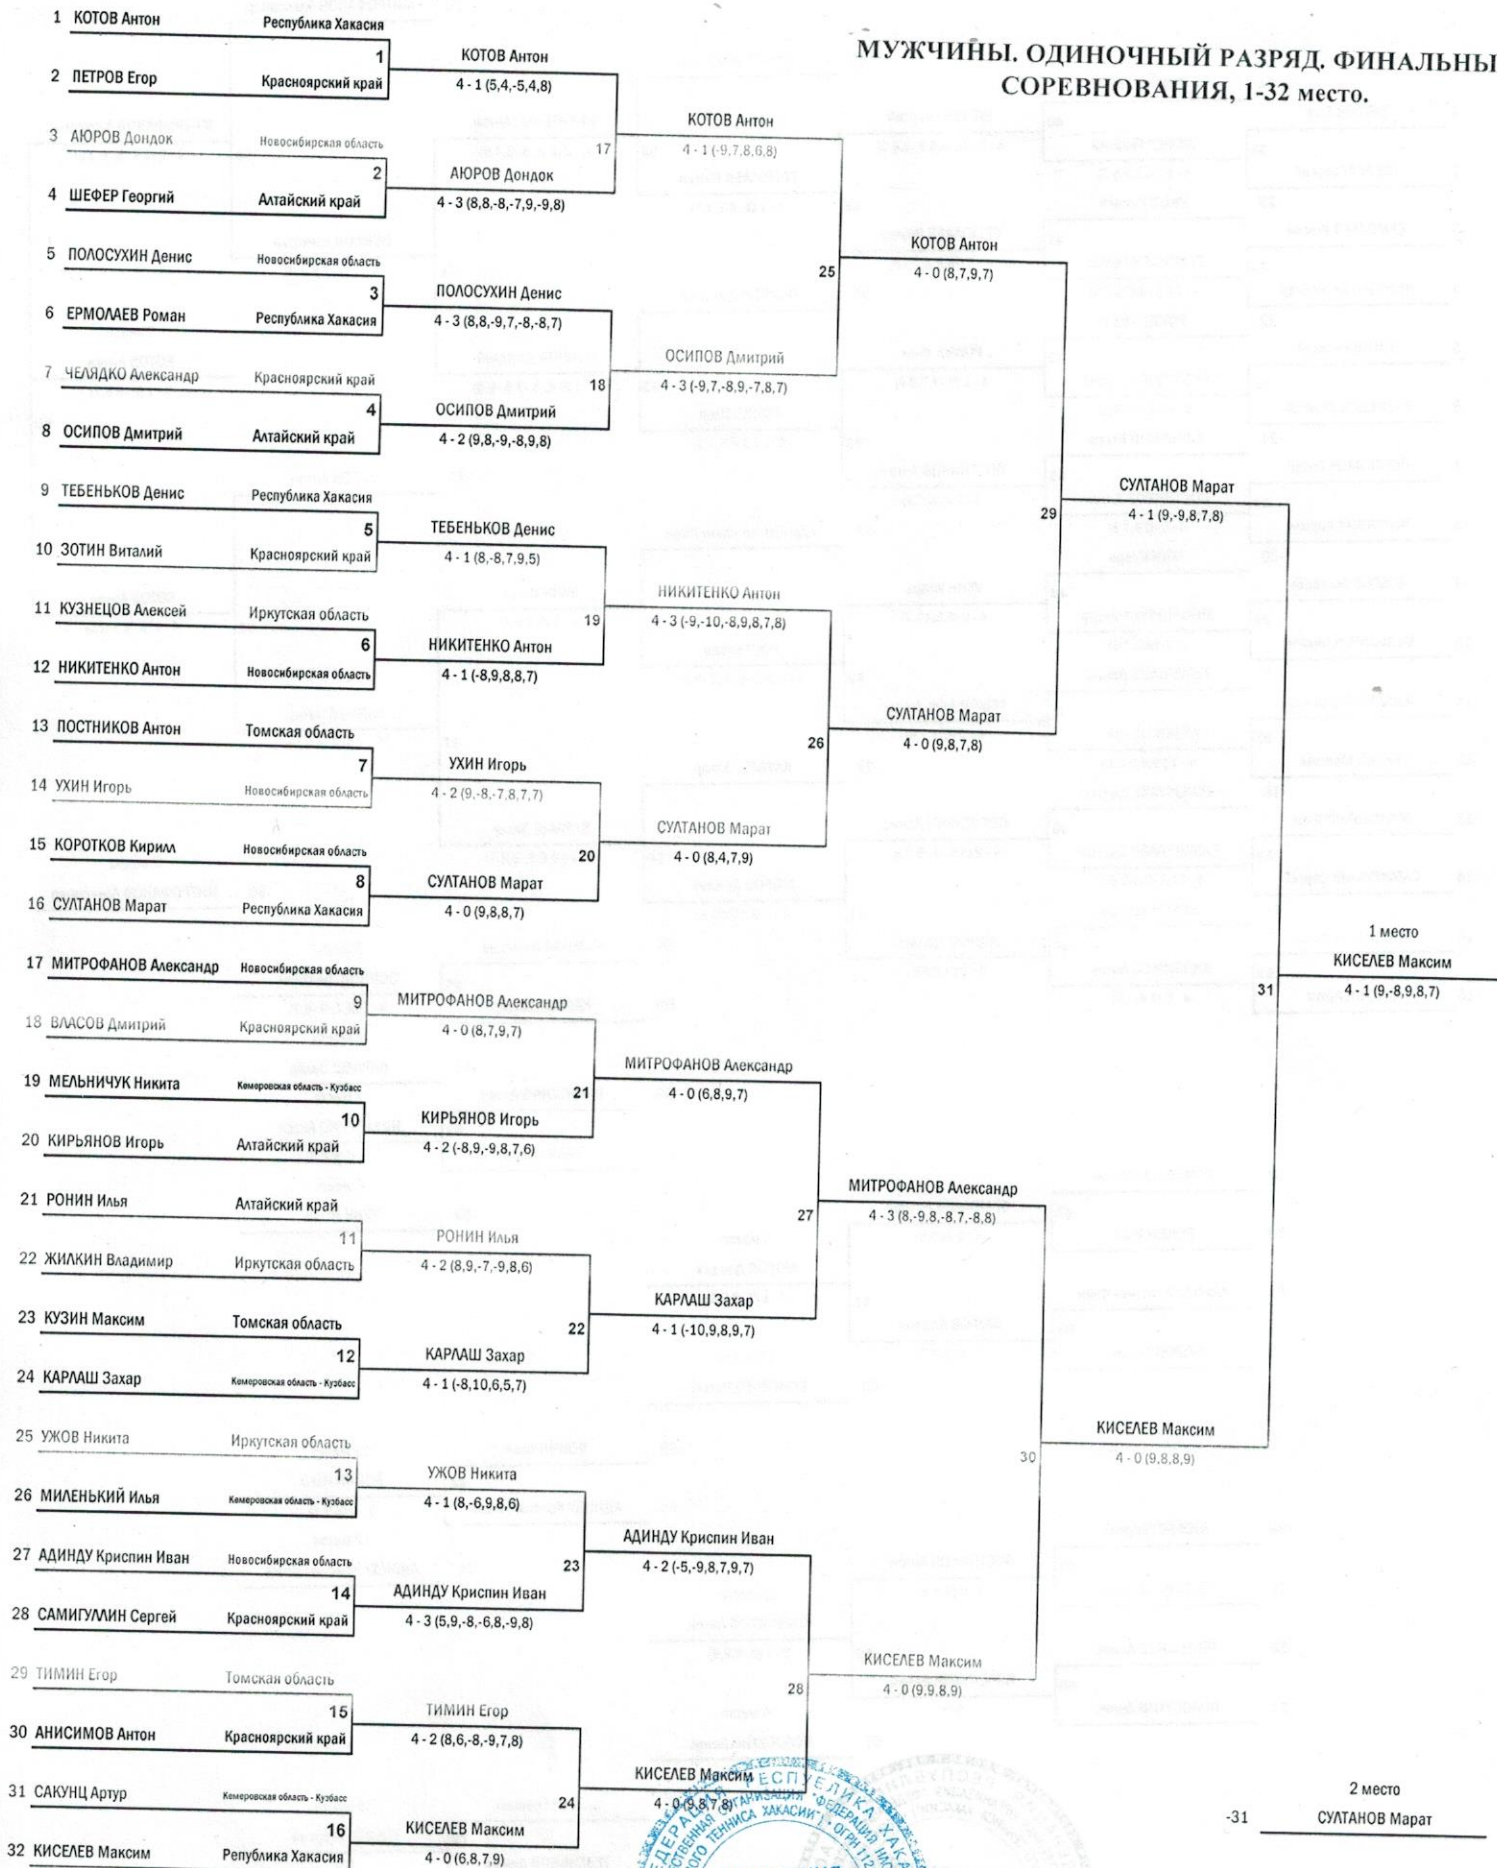 МУЖЧИНЫ. ОДИНОЧНЫЙ РАЗРЯД. ФИНАЛЬНЫ
СОРЕВНОВАНИЯ, 1-32 место.
1 КОТОВ Антон Республика Хакасия
1
2 ПЕТРОВ Егор Красноярский край
3 АЮРОВ Дондок Новосибирская область
2
4 ШЕФЕР Георгий Алтайский край
5 ПОЛОСУХИН Денис Новосибирская область
3
6 ЕРМОЛАЕВ Роман Республика Хакасия
7 ЧЕЛЯДКО Александр Красноярский край
4
8 ОСИПОВ Дмитрий Алтайский край
9 ТЕБЕНЬКОВ Денис Республика Хакасия
5
10 ЗОТИН Виталий Красноярский край
11 КУЗНЕЦОВ Алексей Иркутская область
6
12 НИКИТЕНКО Антон Новосибирская область
13 ПОСТНИКОВ Антон Томская область
7
14 УХИН Игорь Новосибирская область
15 КОРОТКОВ Кирилл Новосибирская область
8
16 СУЛТАНОВ Марат Республика Хакасия
17 МИТРОФАНОВ Александр Новосибирская область
9
18 ВЛАСОВ Дмитрий Красноярский край
19 МЕЛЬНИЧУК Никита Кемеровская область - Кузбасс
10
20 КИРЬЯНОВ Игорь Алтайский край
21 РОНИН Илья Алтайский край
11
22 ЖИЛКИН Владимир Иркутская область
23 КУЗИН Максим Томская область
12
24 КАРЛАШ Захар Кемеровская область - Кузбасс
25 УЖОВ Никита Иркутская область
13
26 МИЛЕНЬКИЙ Илья Кемеровская область - Кузбасс
27 АДИНДУ Криспин Иван Новосибирская область
14
28 САМИГУЛЛИН Сергей Красноярский край
29 ТИМИН Егор Томская область
15
30 АНИСИМОВ Антон Красноярский край
31 САКУНЦ Артур Кемеровская область - Кузбасс
16
32 КИСЕЛЕВ Максим Репулика Хакасия
КОТОВ Антон
4 - 1 (5,4,-5,4,8)
17
АЮРОВ Дондок
4 - 3 (8,8,-8,-7,9,-9,8)
ПОЛОСУХИН Денис
4 - 3 (8,8,-9,7,-8,-8,7)
18
ОСИПОВ Дмитрий
4 - 2 (9,8,-9,-8,9,8)
ТЕБЕНЬКОВ Денис
4 - 1 (8,-8,7,9,5)
19
НИКИТЕНКО Антон
4 - 1 (-8,9,8,8,7)
УХИН Игорь
4 - 2 (9,-8,-7,8,7,7)
20
СУЛТАНОВ Марат
4 - 0 (9,8,8,7)
МИТРОФАНОВ Александр
4 - 0 (8,7,9,7)
21
КИРЬЯНОВ Игорь
4 - 2 (-8,9,-9,8,7,6)
РОНИН Илья
4 - 2 (8,9,-7,-9,8,6)
22
КАРЛАШ Захар
4 - 1 (-8,10,6,5,7)
УЖОВ Никита
4 - 1 (8,-6,9,8,6)
23
АДИНДУ Криспин Иван
4 - 3 (5,9,-8,-6,8,-9,8)
ТИМИН Егор
4 - 2 (8,6,-8,-9,7,8)
24
КИСЕЛЕВ Максим
4 - 0 (6,8,7,9)
КОТОВ Антон
4 - 1 (-9,7,8,6,8)
25
ОСИПОВ Дмитрий
4 - 3 (-9,7,-8,9,-7,8,7)
НИКИТЕНКО Антон
4 - 3 (-9,-10,-8,9,8,7,8)
26
СУЛТАНОВ Марат
4 - 0 (8,4,7,9)
МИТРОФАНОВ Александр
4 - 0 (6,8,9,7)
27
КАРЛАШ Захар
4 - 1 (-10,9,8,9,7)
АДИНДУ Криспин Иван
4 - 2 (-5,-9,8,7,9,7)
28
КИСЕЛЕВ Максим
4 - 0 (9,8,7,8)
КОТОВ Антон
4 - 0 (8,7,9,7)
29
СУЛТАНОВ Марат
4 - 0 (9,8,7,8)
МИТРОФАНОВ Александр
4 - 3 (8,-9,8,-8,7,-8,8)
30
КИСЕЛЕВ Максим
4 - 0 (9,9,8,9)
СУЛТАНОВ Марат
4 - 1 (9,-9,8,7,8)
31
КИСЕЛЕВ Максим
4 - 0 (9,8,8,9)
1 место
КИСЕЛЕВ Максим
4 - 1 (9,-8,9,8,7)
2 место
-31 СУЛТАНОВ Марат